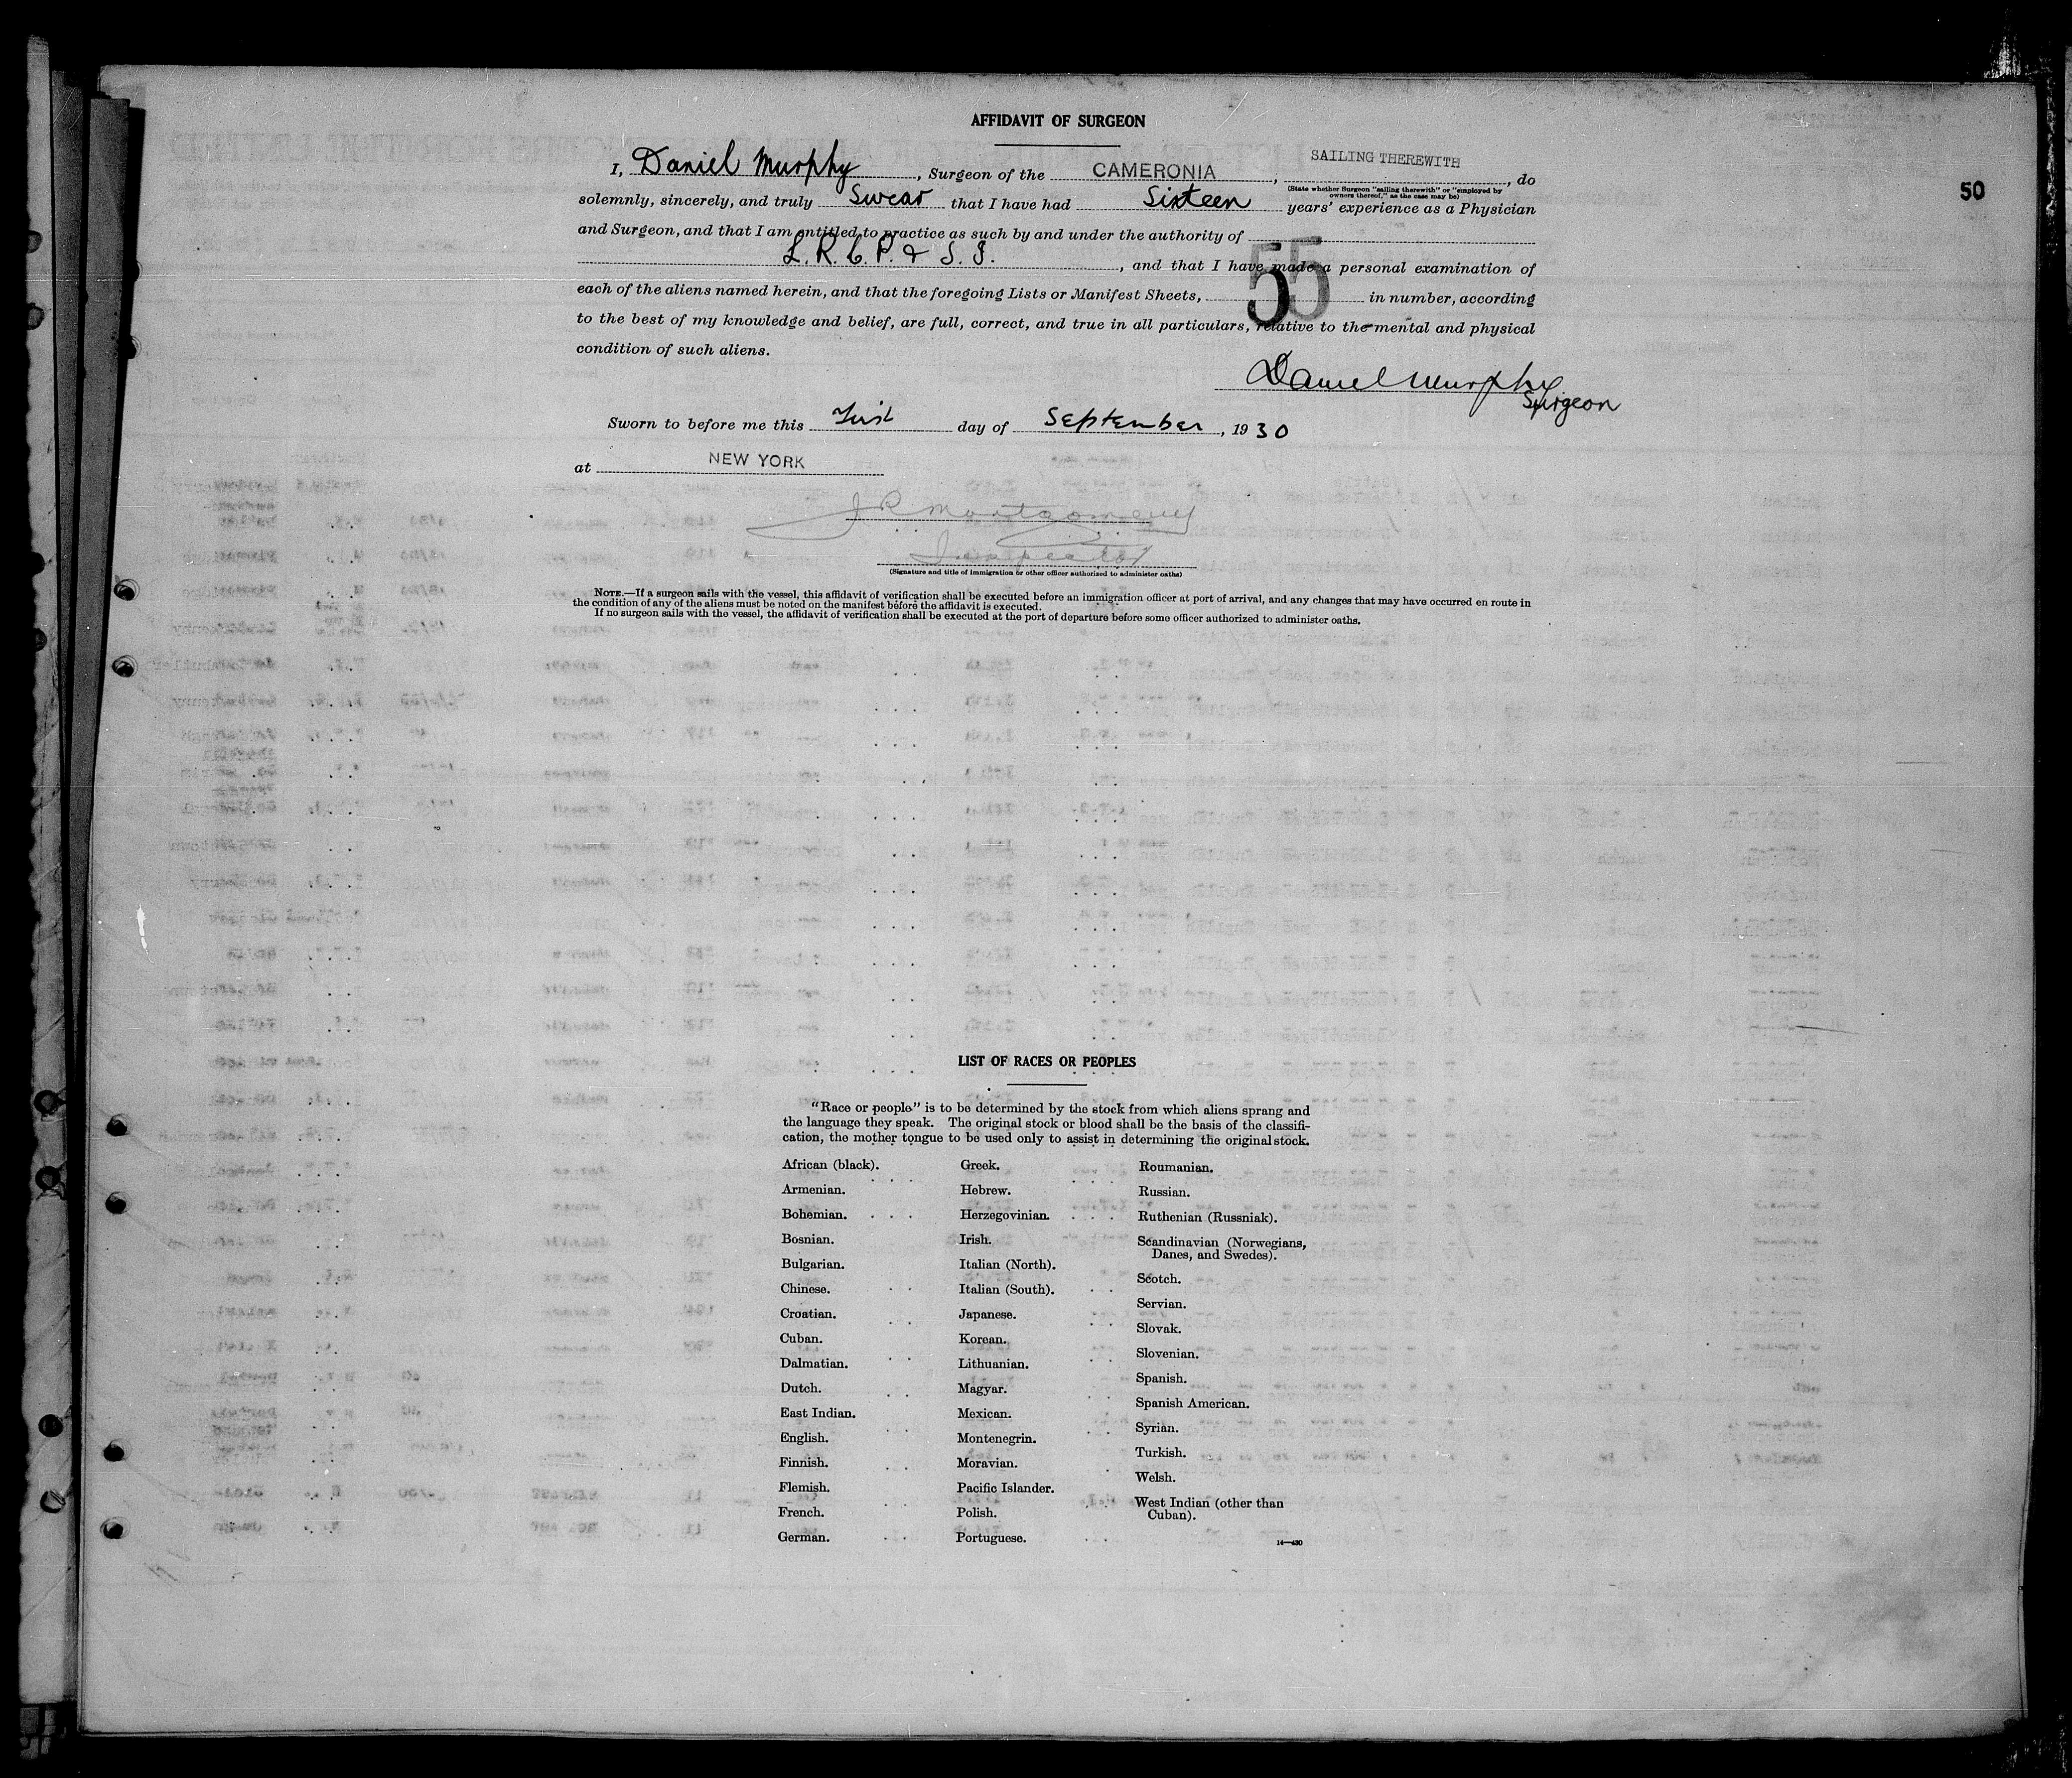 AFFIDAVIT OF SURGEON
50
I, Daniel Murphy, Surgeon of the CAMERONIA, SAILING THEREWITH, do
(State whether Surgeon "sailing therewith" or "employed by owners thereof," as the case may be)
solemnly, sincerely, and truly Swear that I have had Sixteen years' experience as a Physician
and Surgeon, and that I am entitled to practice as such by and under the authority of
L.R.C.P. & S.I., and that I have made a personal examination of
each of the aliens named herein, and that the foregoing Lists or Manifest Sheets, 55 in number, according
to the best of my knowledge and belief, are full, correct, and true in all particulars, relative to the mental and physical
condition of such aliens.
Daniel Murphy
Surgeon
Sworn to before me this First day of September, 1930
at NEW YORK
J R Montgomery
Inspector
(Signature and title of immigration or other officer authorized to administer oaths)
NOTE.—If a surgeon sails with the vessel, this affidavit of verification shall be executed before an immigration officer at port of arrival, and any changes that may have occurred en route in
the condition of any of the aliens must be noted on the manifest before the affidavit is executed.
If no surgeon sails with the vessel, the affidavit of verification shall be executed at the port of departure before some officer authorized to administer oaths.
LIST OF RACES OR PEOPLES
"Race or people" is to be determined by the stock from which aliens sprang and
the language they speak. The original stock or blood shall be the basis of the classifi-
cation, the mother tongue to be used only to assist in determining the original stock.
African (black).
Armenian.
Bohemian.
Bosnian.
Bulgarian.
Chinese.
Croatian.
Cuban.
Dalmatian.
Dutch.
East Indian.
English.
Finnish.
Flemish.
French.
German.
Greek.
Hebrew.
Herzegovinian.
Irish.
Italian (North).
Italian (South).
Japanese.
Korean.
Lithuanian.
Magyar.
Mexican.
Montenegrin.
Moravian.
Pacific Islander.
Polish.
Portuguese.
Roumanian.
Russian.
Ruthenian (Russniak).
Scandinavian (Norwegians,
Danes, and Swedes).
Scotch.
Servian.
Slovak.
Slovenian.
Spanish.
Spanish American.
Syrian.
Turkish.
Welsh.
West Indian (other than
Cuban).
14—430